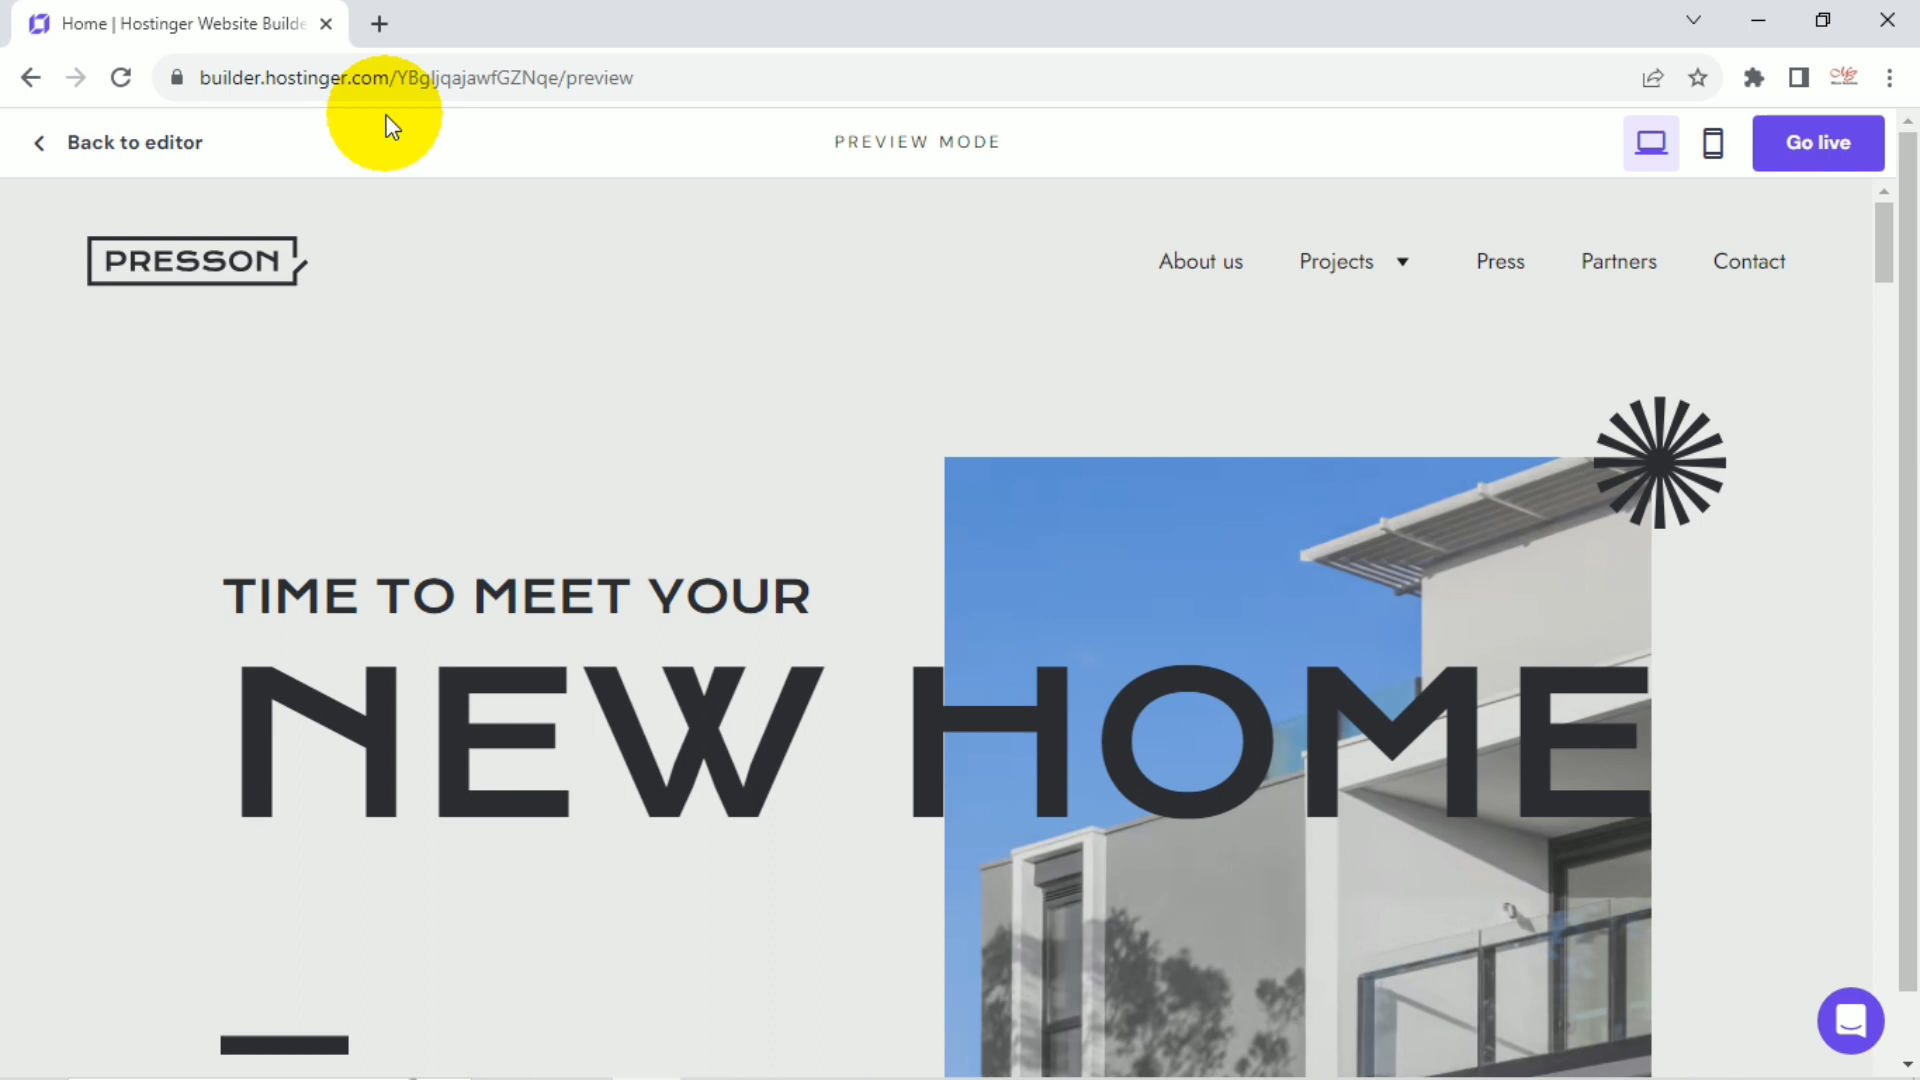 Home | Hostinger Website Builde
builder.hostinger.com/YBgljqajawfGZNqe/preview
Back to editor
PREVIEW MODE
Go live
PRESSON
About us
Projects
Press
Partners
Contact
TIME TO MEET YOUR
NEW HOME